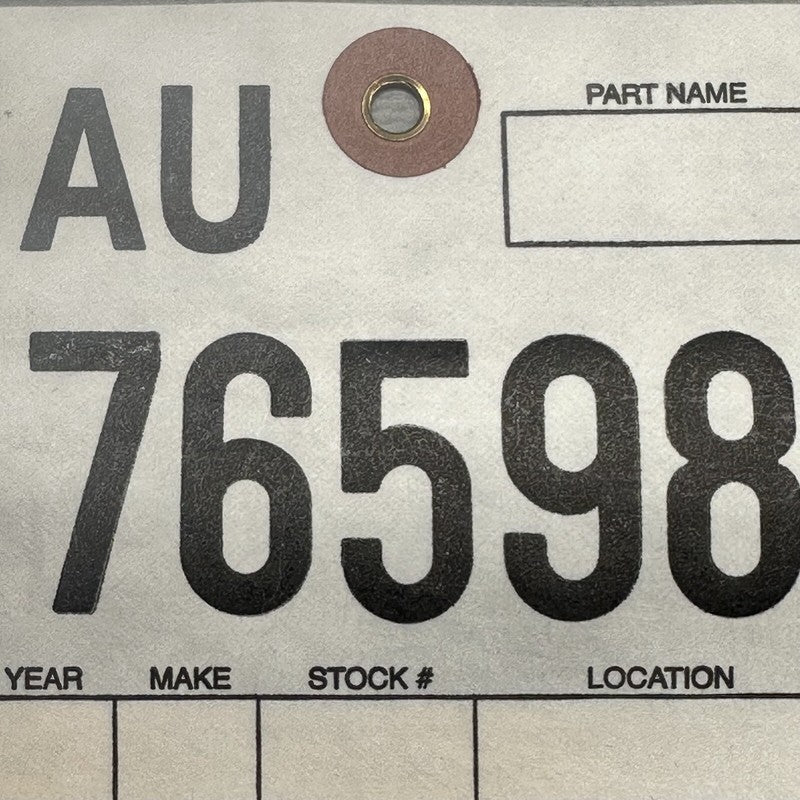 AU
PART NAME
76598
YEAR MAKE STOCK # LOCATION